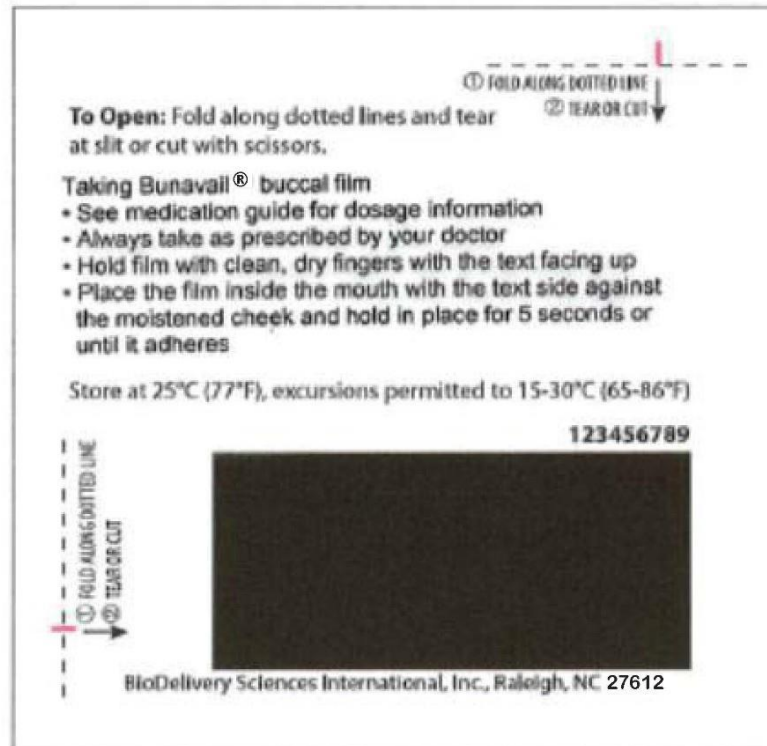 ① FOLD ALONG DOTTED LINE
② TEAR OR CUT
To Open: Fold along dotted lines and tear
at slit or cut with scissors.
Taking Bunavail® buccal film
• See medication guide for dosage information
• Always take as prescribed by your doctor
• Hold film with clean, dry fingers with the text facing up
• Place the film inside the mouth with the text side against
the moistened cheek and hold in place for 5 seconds or
until it adheres
Store at 25°C (77°F), excursions permitted to 15-30°C (65-86°F)
123456789
① FOLD ALONG DOTTED LINE
② TEAR OR CUT
BioDelivery Sciences International, Inc., Raleigh, NC 27612